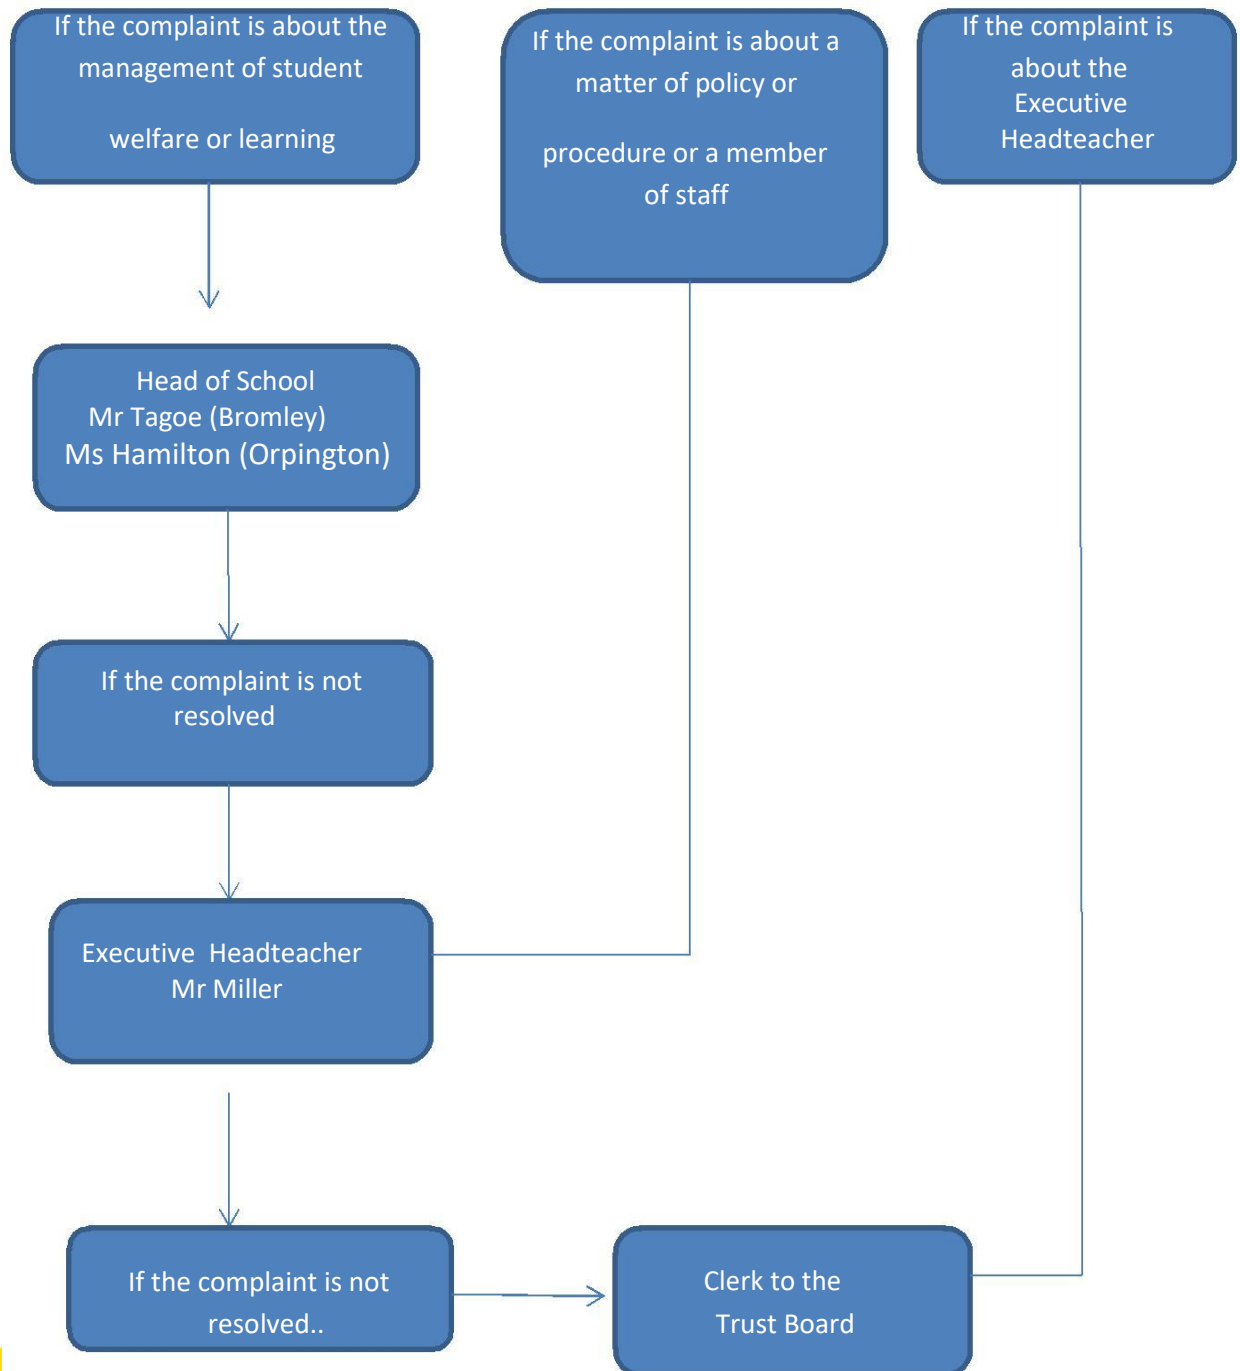 If the complaint is about the
management of student
welfare or learning
If the complaint is about a
matter of policy or
procedure or a member
of staff
If the complaint is
about the
Executive
Headteacher
Head of School
Mr Tagoe (Bromley)
Ms Hamilton (Orpington)
If the complaint is not
resolved
Executive Headteacher
Mr Miller
If the complaint is not
resolved..
Clerk to the
Trust Board